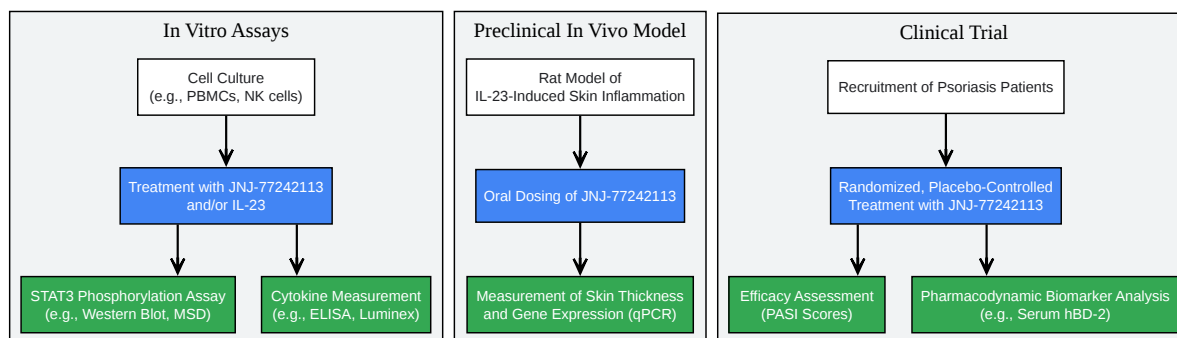 In Vitro Assays
Cell Culture
(e.g., PBMCs, NK cells)
Treatment with JNJ-77242113
and/or IL-23
STAT3 Phosphorylation Assay
(e.g., Western Blot, MSD)
Cytokine Measurement
(e.g., ELISA, Luminex)
Preclinical In Vivo Model
Rat Model of
IL-23-Induced Skin Inflammation
Oral Dosing of JNJ-77242113
Measurement of Skin Thickness
and Gene Expression (qPCR)
Clinical Trial
Recruitment of Psoriasis Patients
Randomized, Placebo-Controlled
Treatment with JNJ-77242113
Efficacy Assessment
(PASI Scores)
Pharmacodynamic Biomarker Analysis
(e.g., Serum hBD-2)